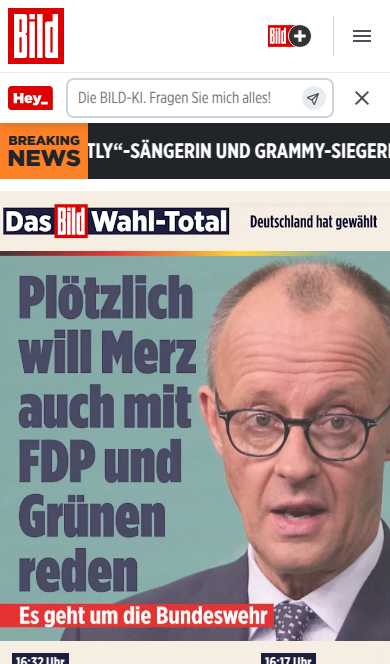 Bild
Bild+
Hey_
Die BILD-KI. Fragen Sie mich alles!
BREAKING
NEWS
TLY“-SÄNGERIN UND GRAMMY-SIEGER
Das Bild Wahl-Total
Deutschland hat gewählt
Plötzlich
will Merz
auch mit
FDP und
Grünen
reden
Es geht um die Bundeswehr
16:32 Uhr
16:17 Uhr